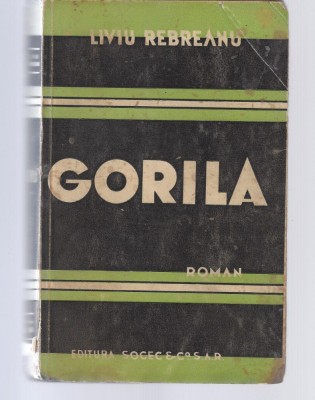 LIVIU REBREANU
GORILA
ROMAN
EDITURA SOCEC & Co. S.A.R.